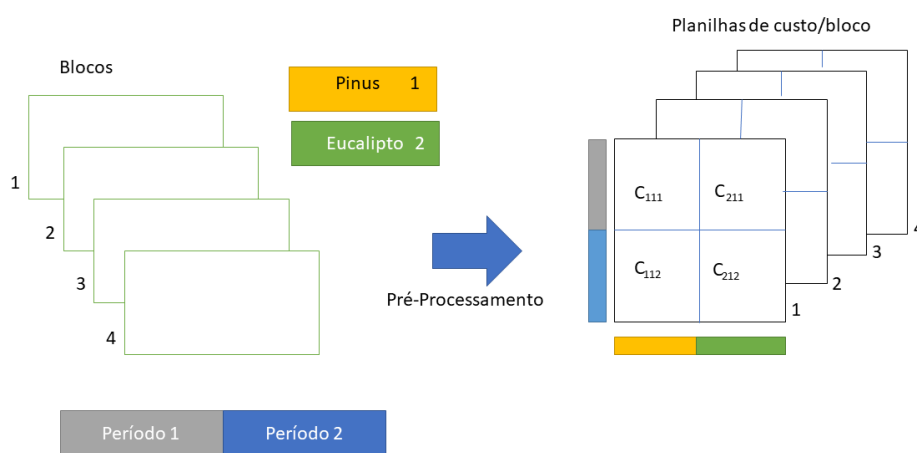 Planilhas de custo/bloco
Blocos
Pinus 1
Eucalipto 2
1
2
3
4
Pré-Processamento
C111 C211
C112 C212
1
2
3
4
Período 1 Período 2